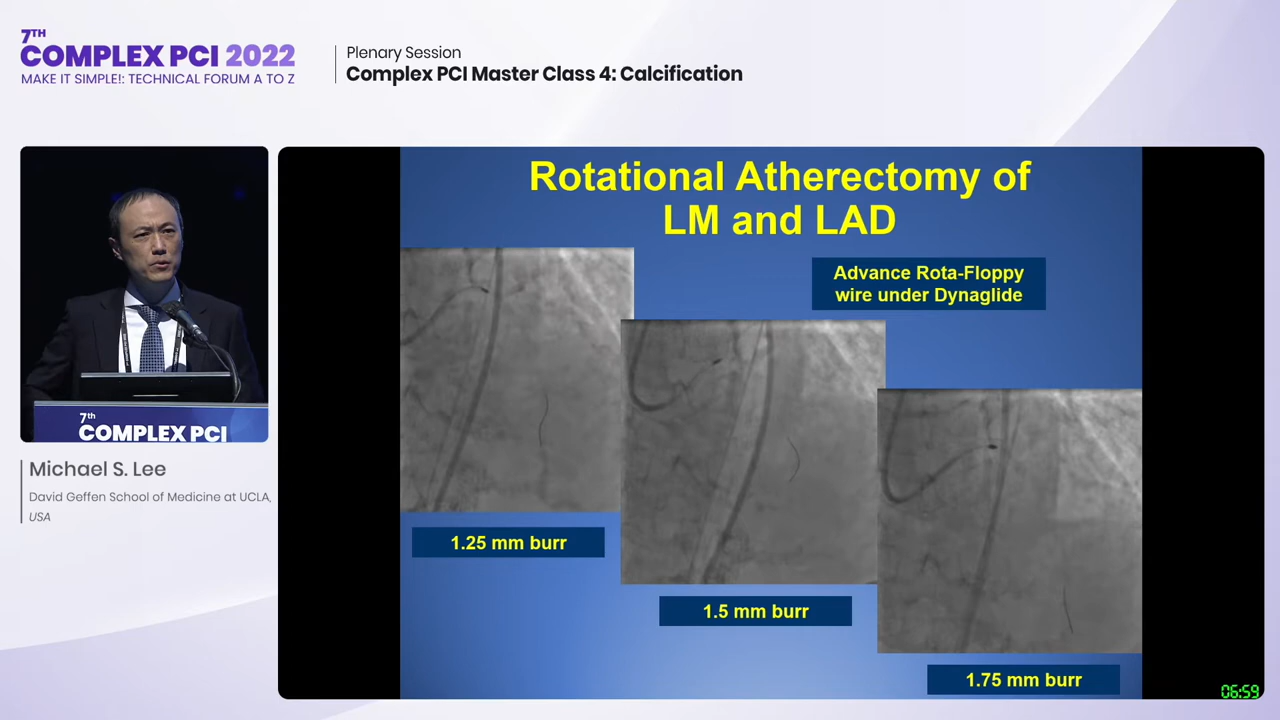 7TH
COMPLEX PCI 2022
MAKE IT SIMPLE!: TECHNICAL FORUM A TO Z
Plenary Session
Complex PCI Master Class 4: Calcification
7th
COMPLEX PCI
Michael S. Lee
David Geffen School of Medicine at UCLA,
USA
Rotational Atherectomy of
LM and LAD
Advance Rota-Floppy
wire under Dynaglide
1.25 mm burr
1.5 mm burr
1.75 mm burr
06:59